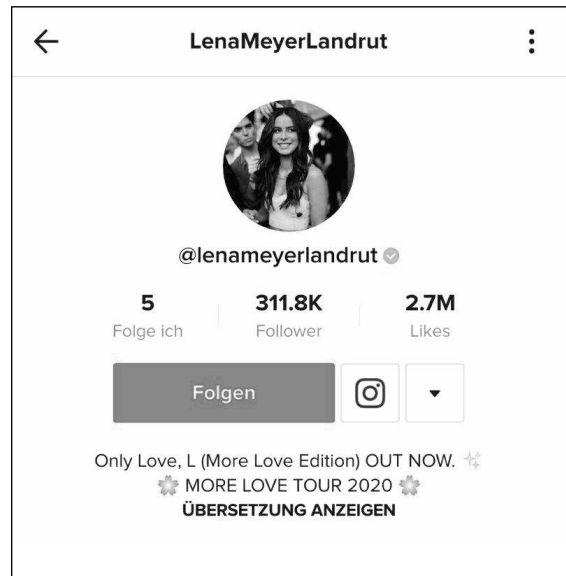 LenaMeyerLandrut
@lenameyerlandrut
5 311.8K 2.7M
Folge ich Follower Likes
Folgen
Only Love, L (More Love Edition) OUT NOW. ✨
🌸 MORE LOVE TOUR 2020 🌸
ÜBERSETZUNG ANZEIGEN